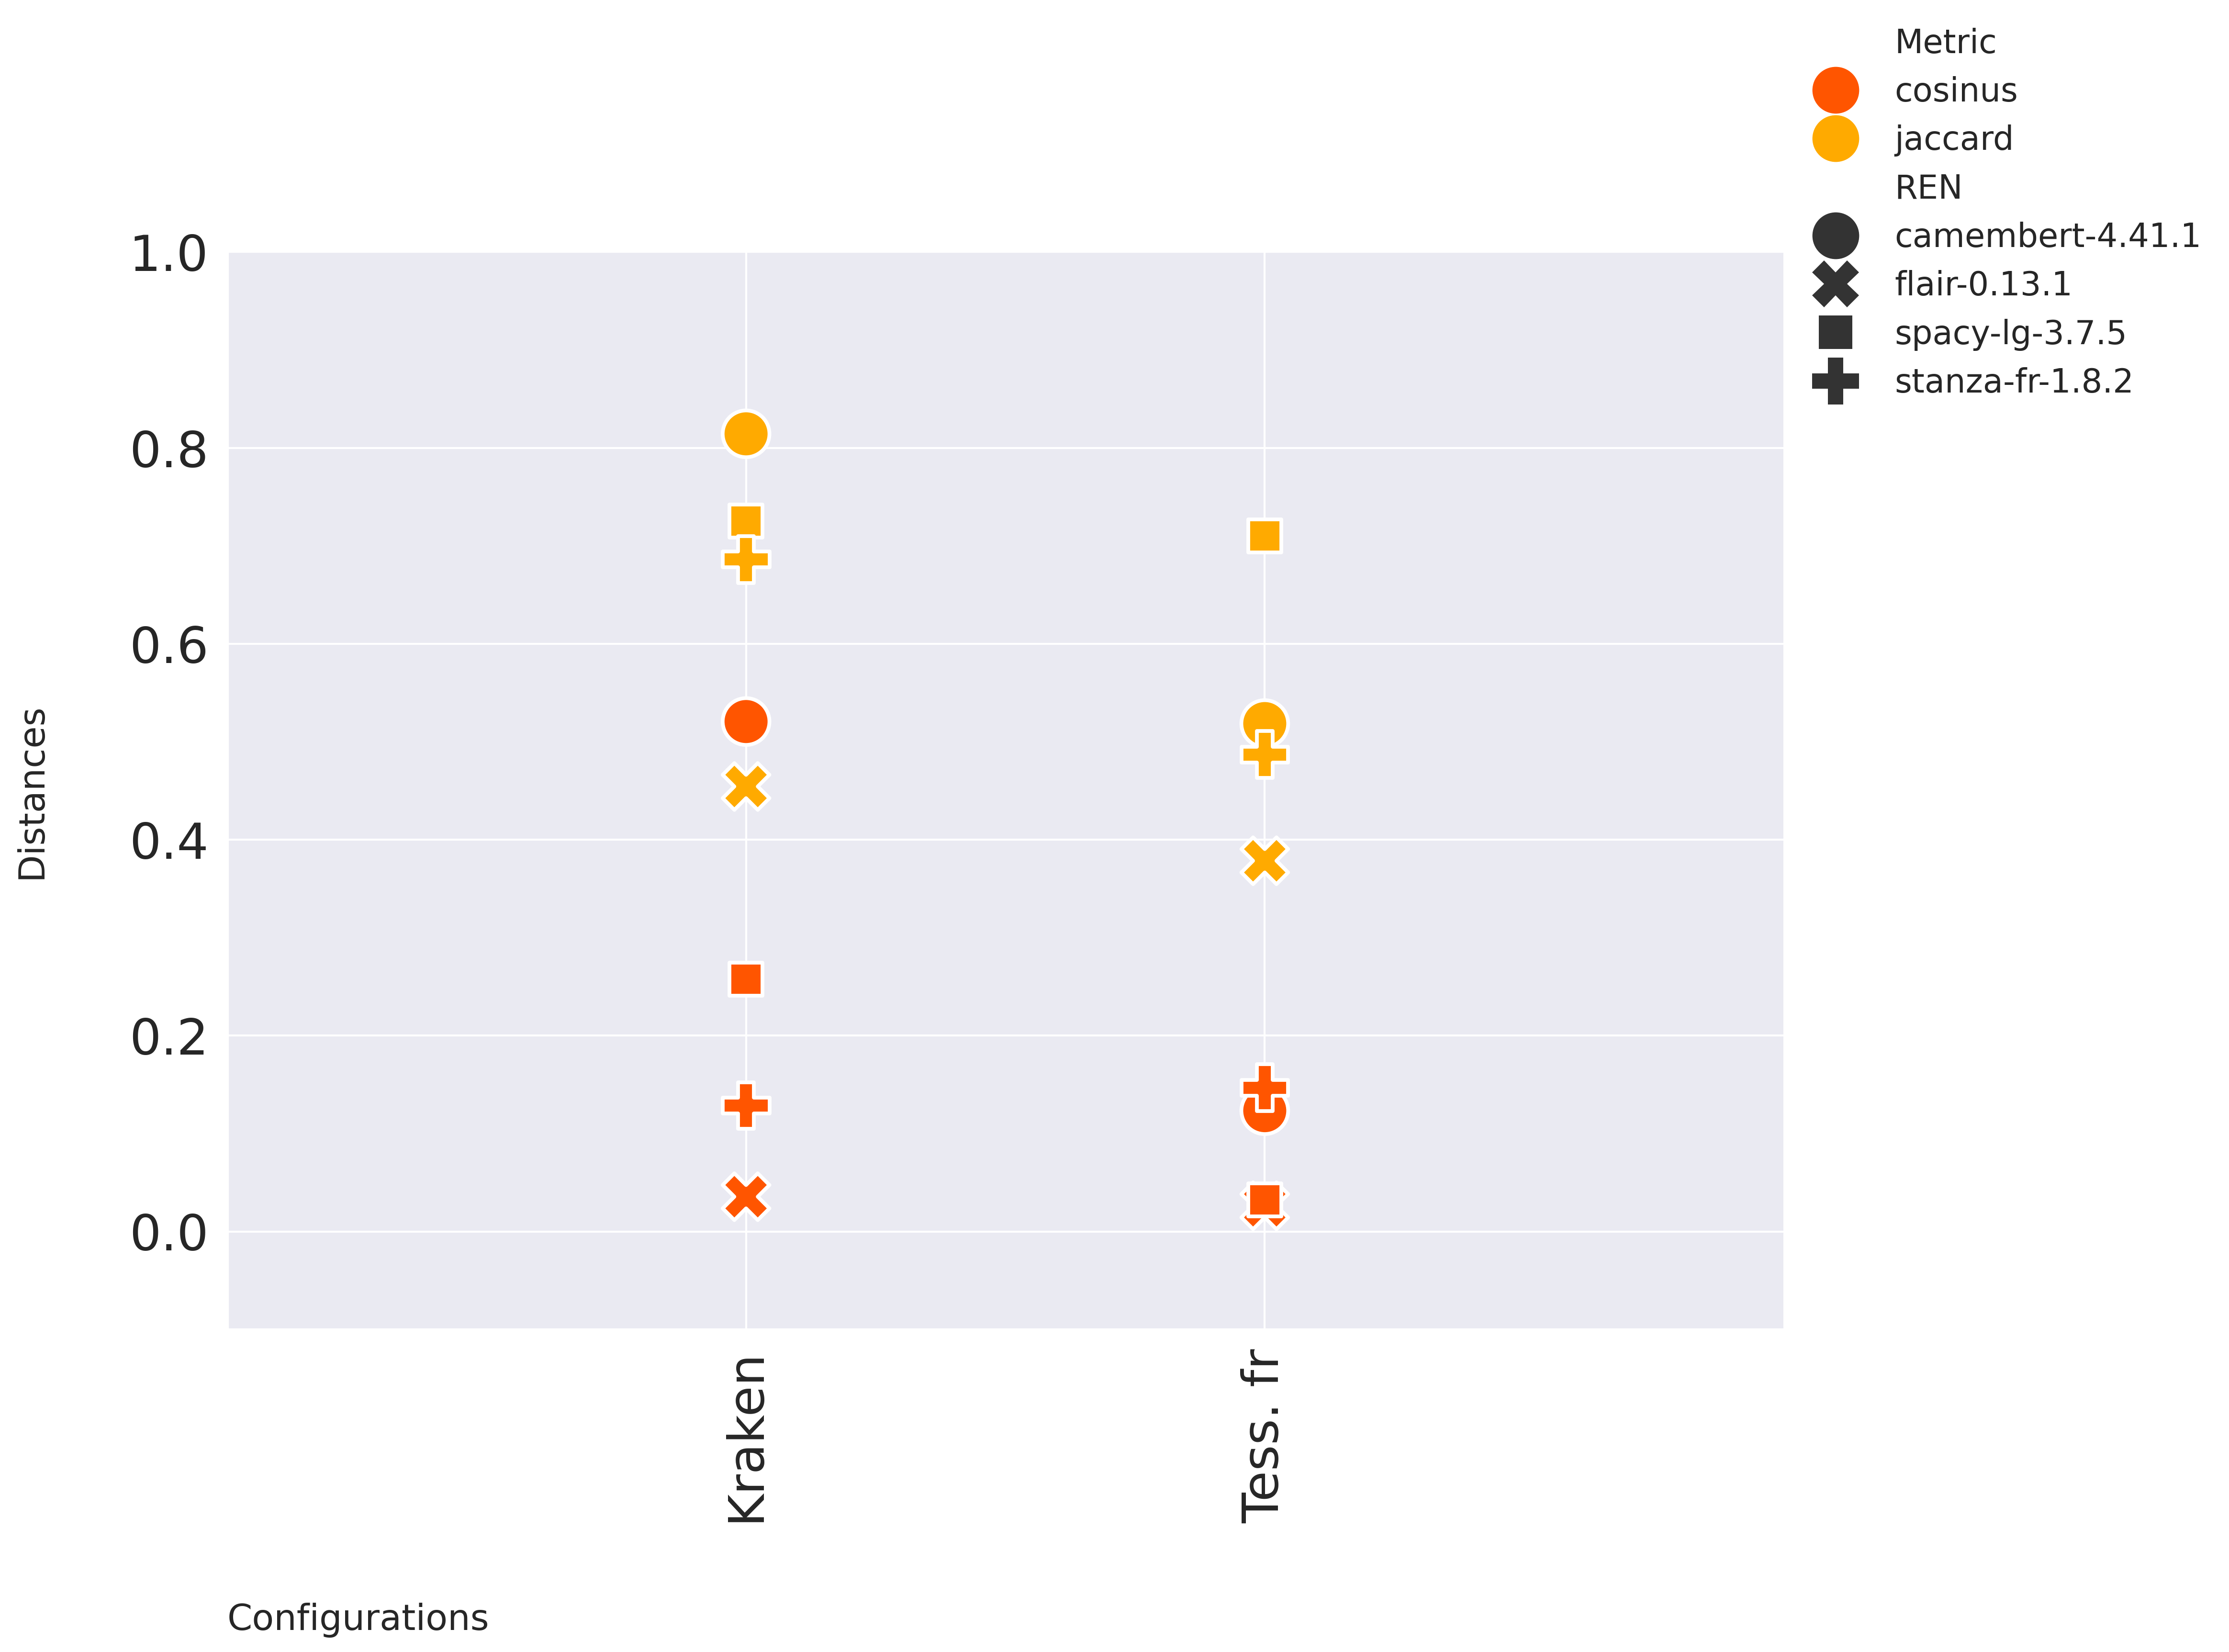 Metric
cosinus
jaccard
REN
camembert-4.41.1
flair-0.13.1
spacy-lg-3.7.5
stanza-fr-1.8.2
1.0
0.8
0.6
0.4
0.2
0.0
Distances
Kraken
Tess. fr
Configurations